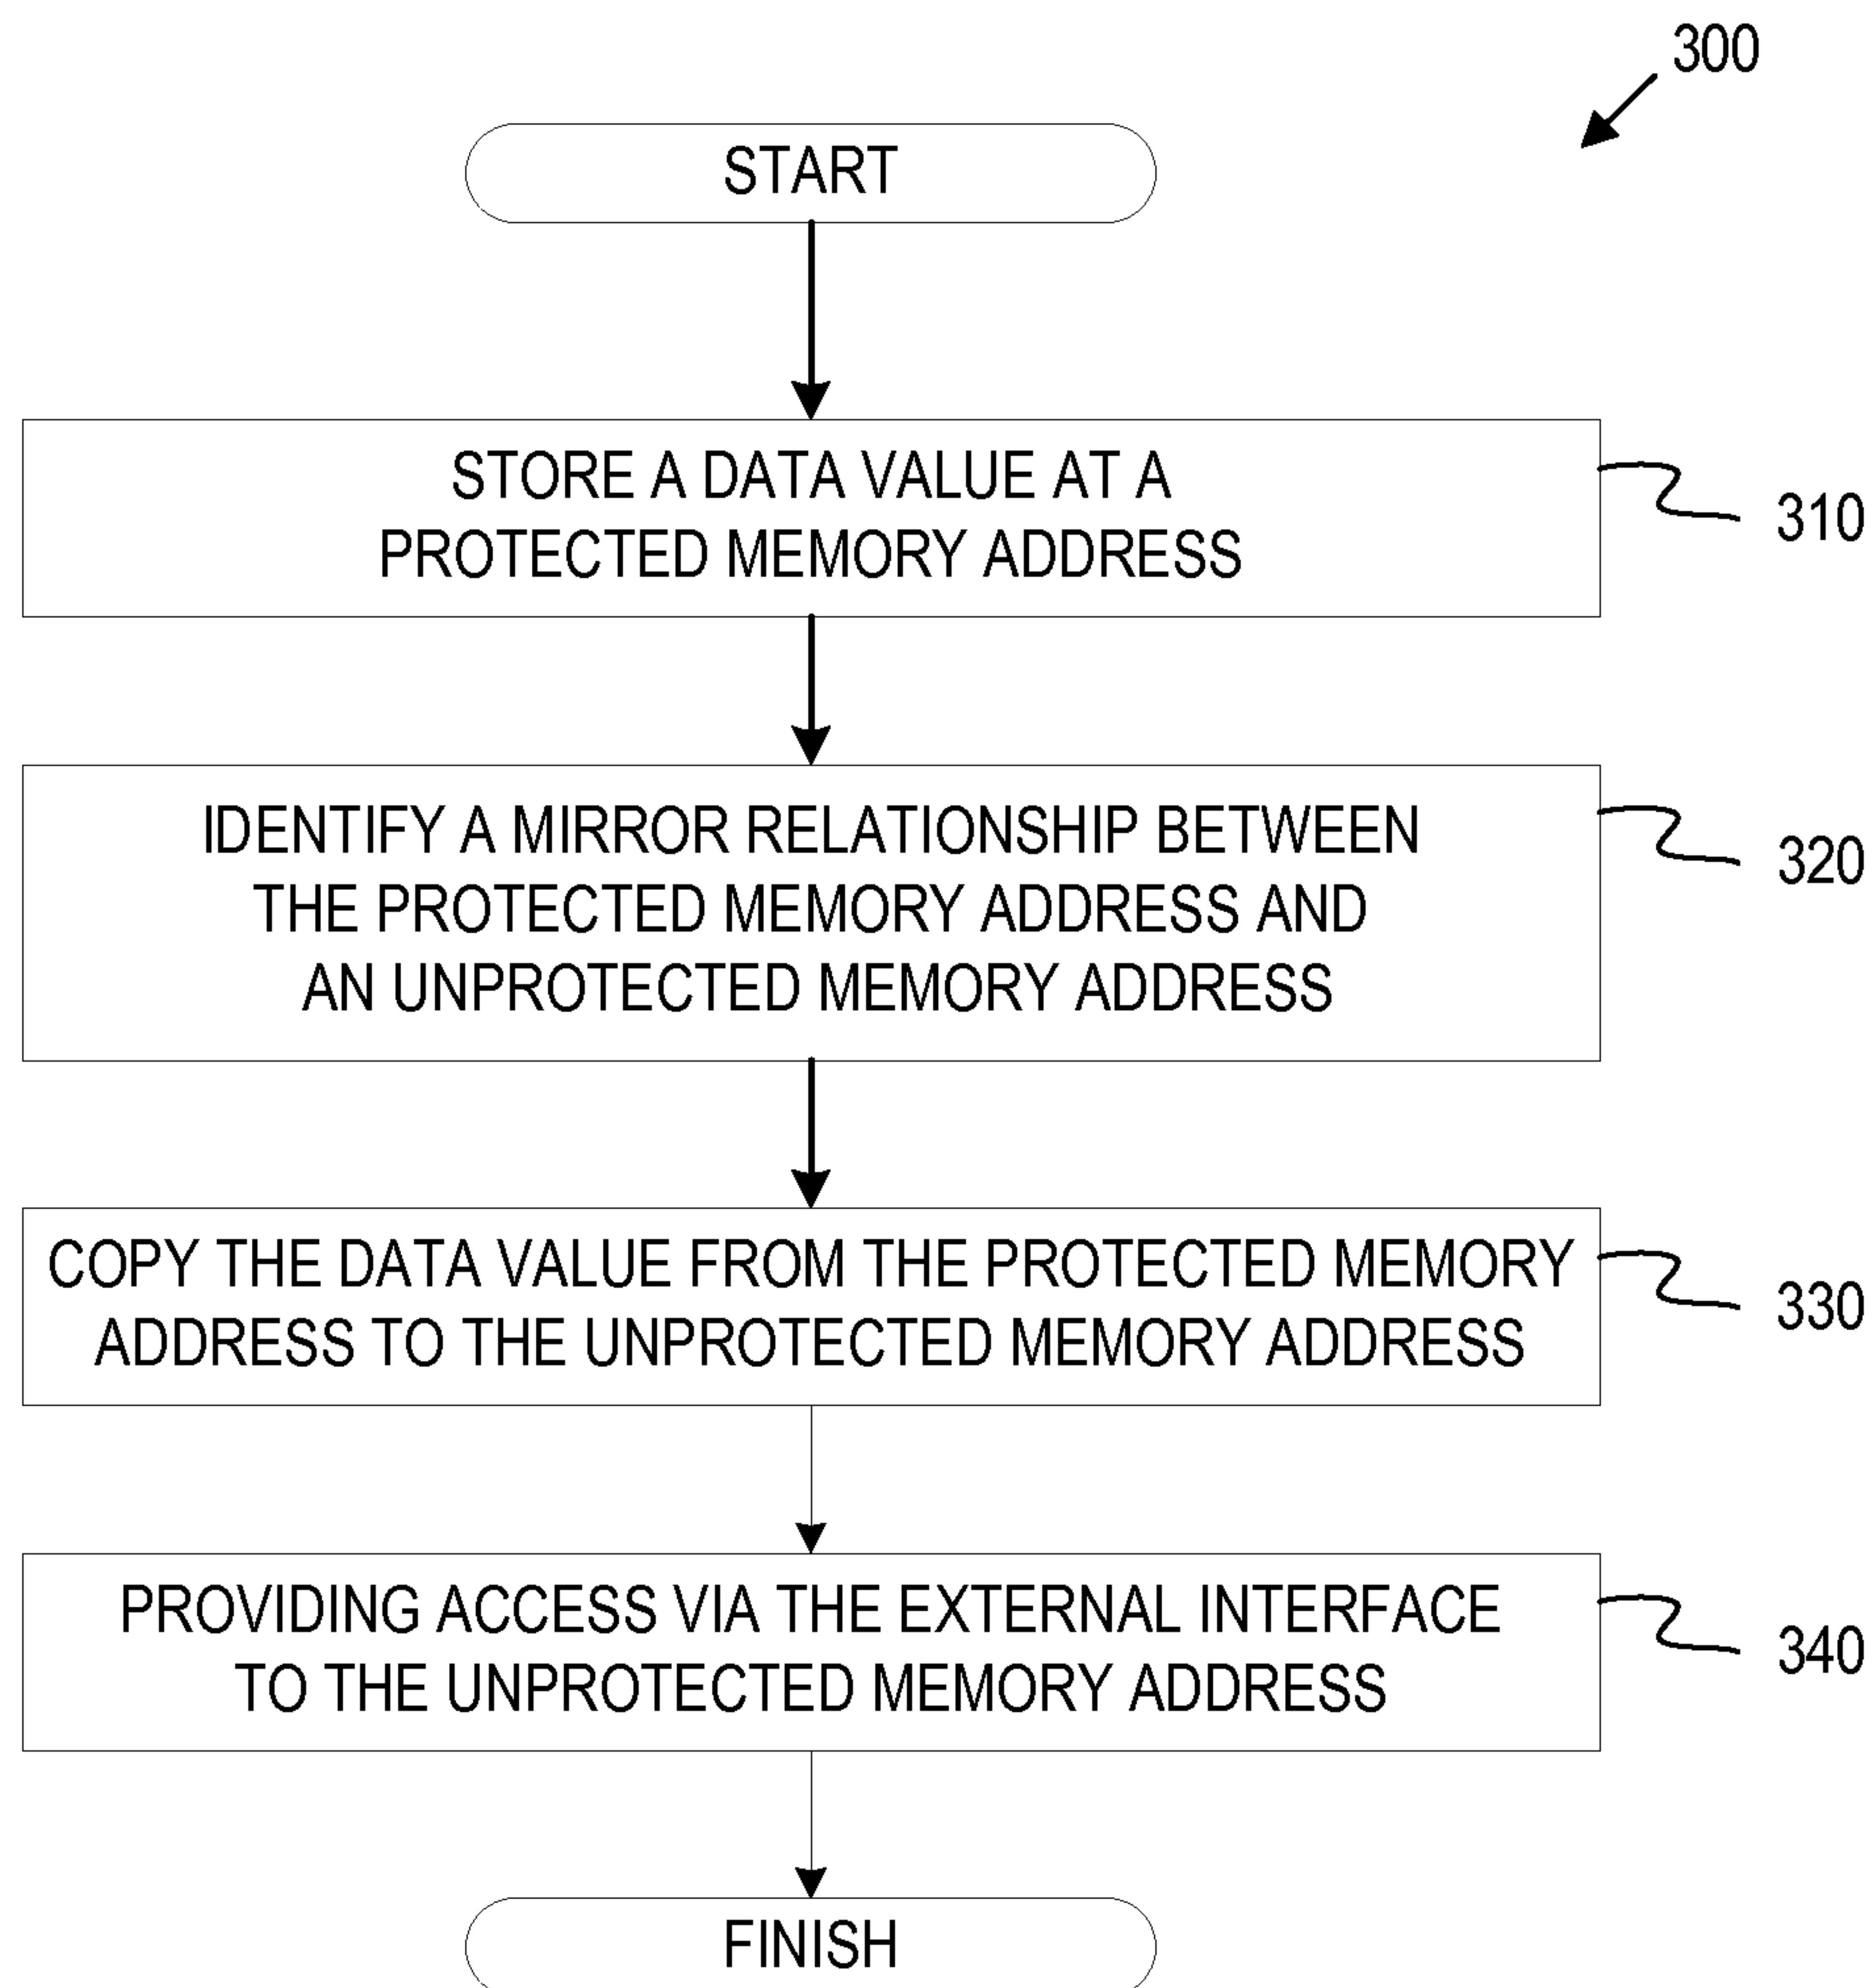 300
START
STORE A DATA VALUE AT A
PROTECTED MEMORY ADDRESS
310
IDENTIFY A MIRROR RELATIONSHIP BETWEEN
THE PROTECTED MEMORY ADDRESS AND
AN UNPROTECTED MEMORY ADDRESS
320
COPY THE DATA VALUE FROM THE PROTECTED MEMORY
ADDRESS TO THE UNPROTECTED MEMORY ADDRESS
330
PROVIDING ACCESS VIA THE EXTERNAL INTERFACE
TO THE UNPROTECTED MEMORY ADDRESS
340
FINISH